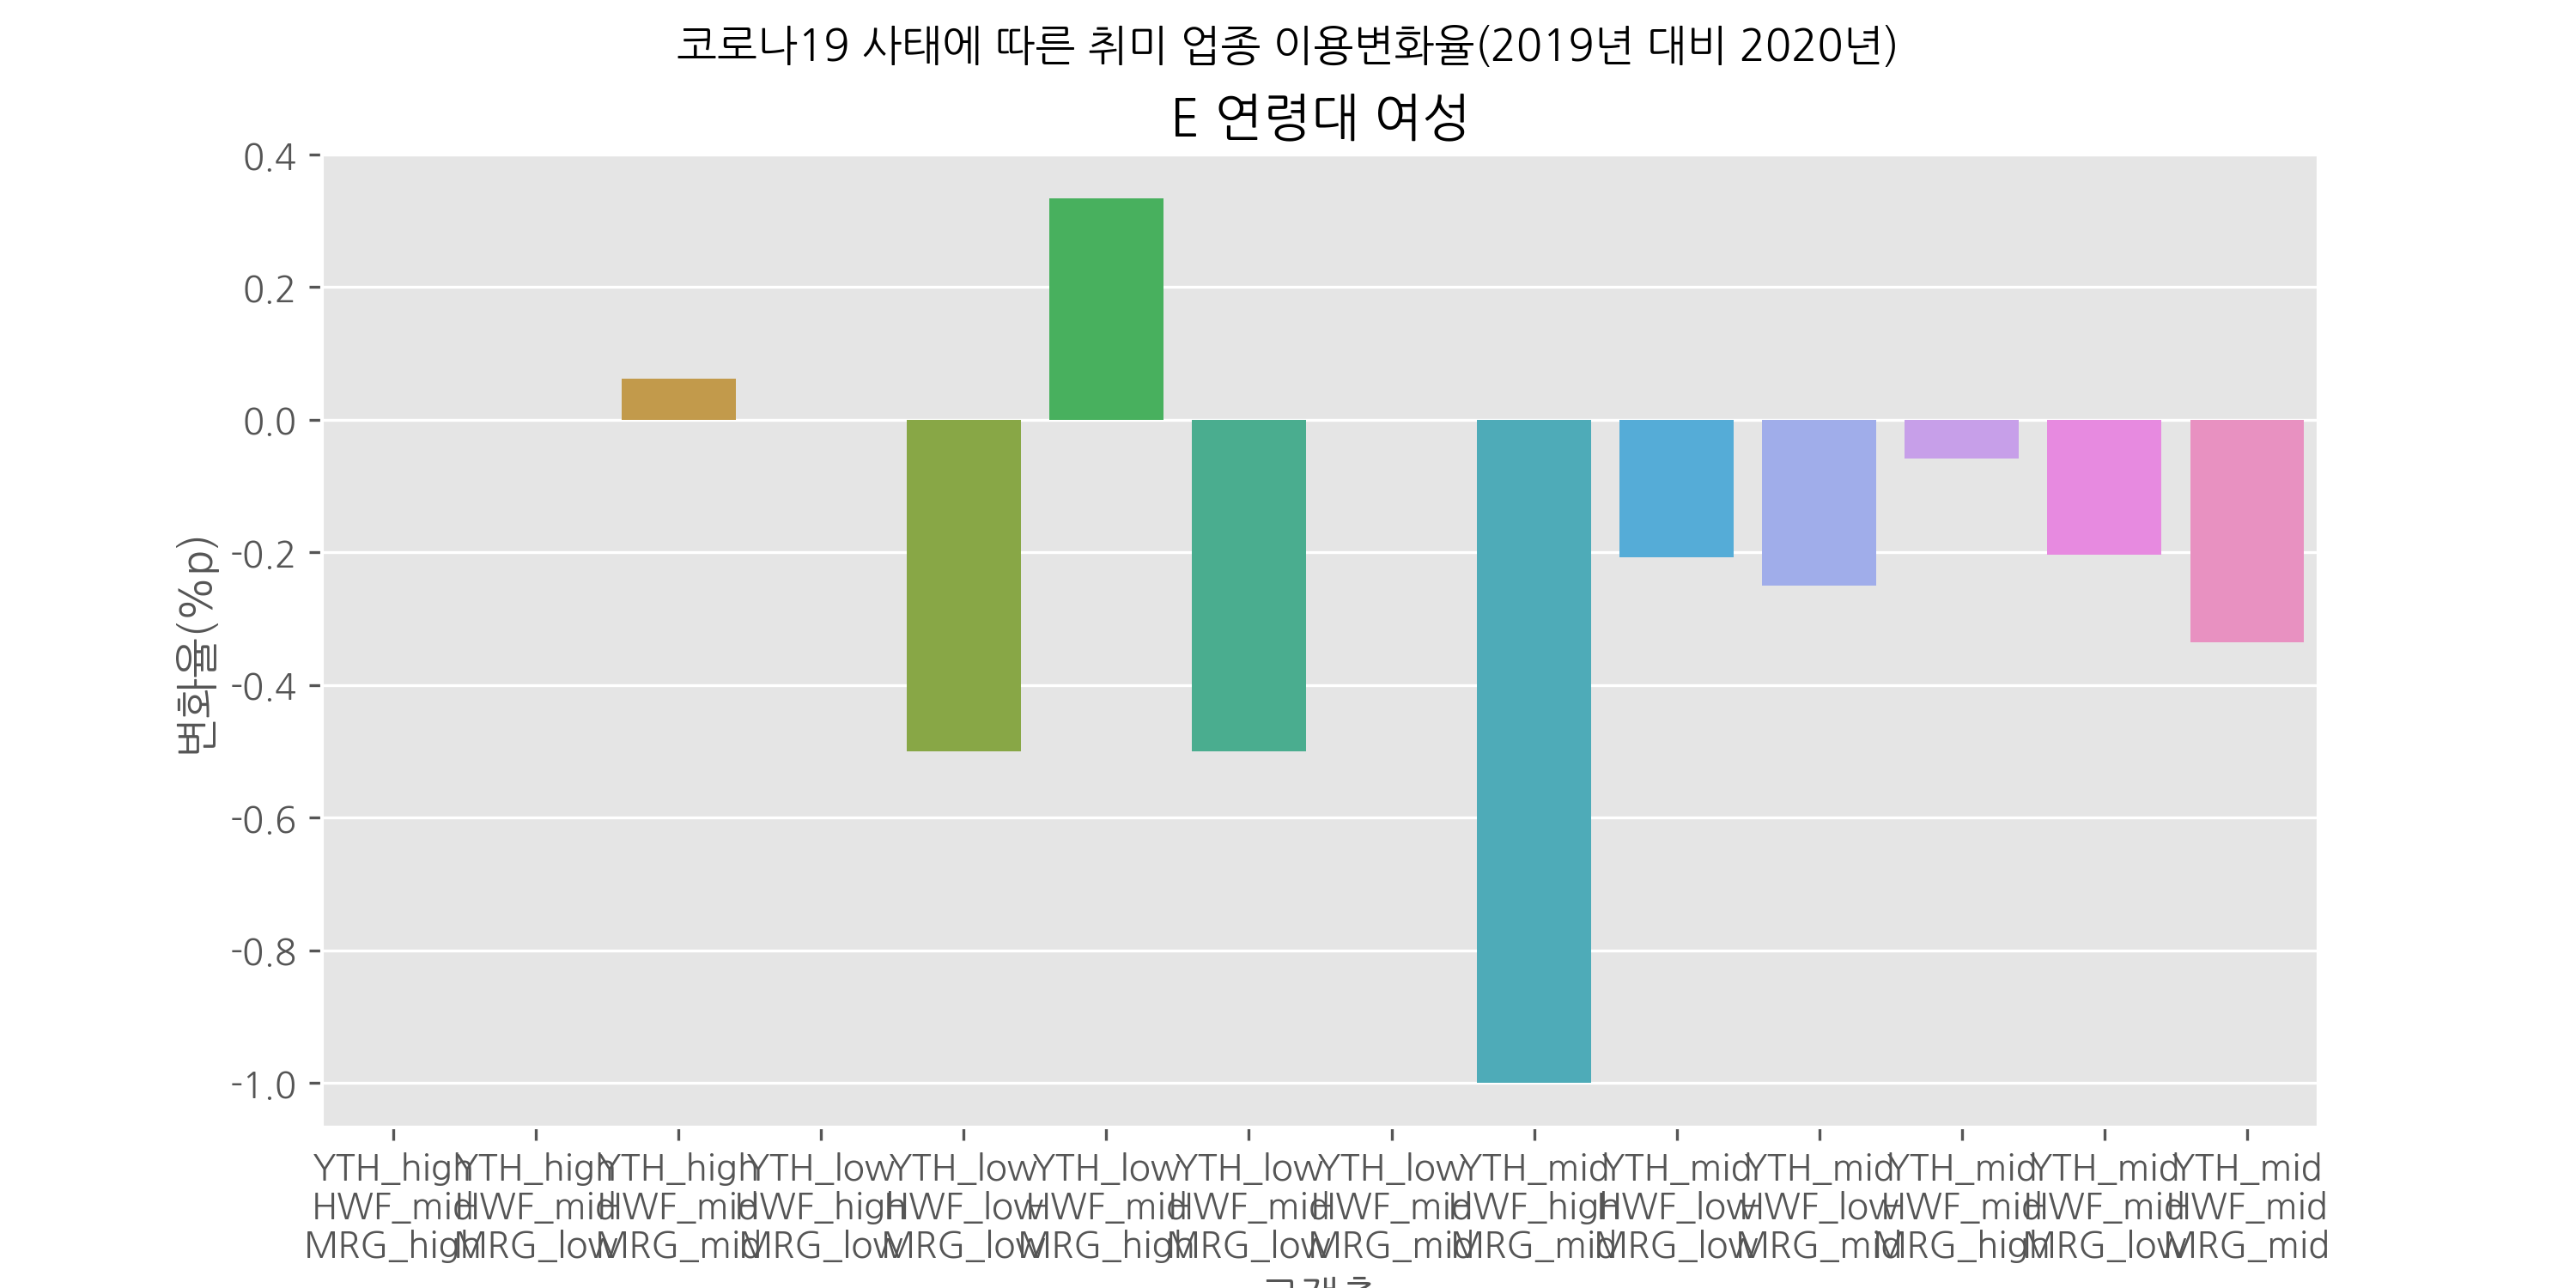 코로나19 사태에 따른 취미 업종 이용변화율(2019년 대비 2020년)
E 연령대 여성
변화율(%p)
0.4
0.2
0.0
-0.2
-0.4
-0.6
-0.8
-1.0
YTH_high YTH_high YTH_high YTH_low YTH_low YTH_low YTH_low YTH_low YTH_mid YTH_mid YTH_mid YTH_mid YTH_mid YTH_mid
HWF_mid HWF_mid HWF_mid HWF_high HWF_low HWF_mid HWF_mid HWF_mid HWF_high HWF_low HWF_low HWF_mid HWF_mid HWF_mid
MRG_high MRG_low MRG_mid MRG_low MRG_low MRG_high MRG_low MRG_mid MRG_mid MRG_low MRG_mid MRG_high MRG_low MRG_mid